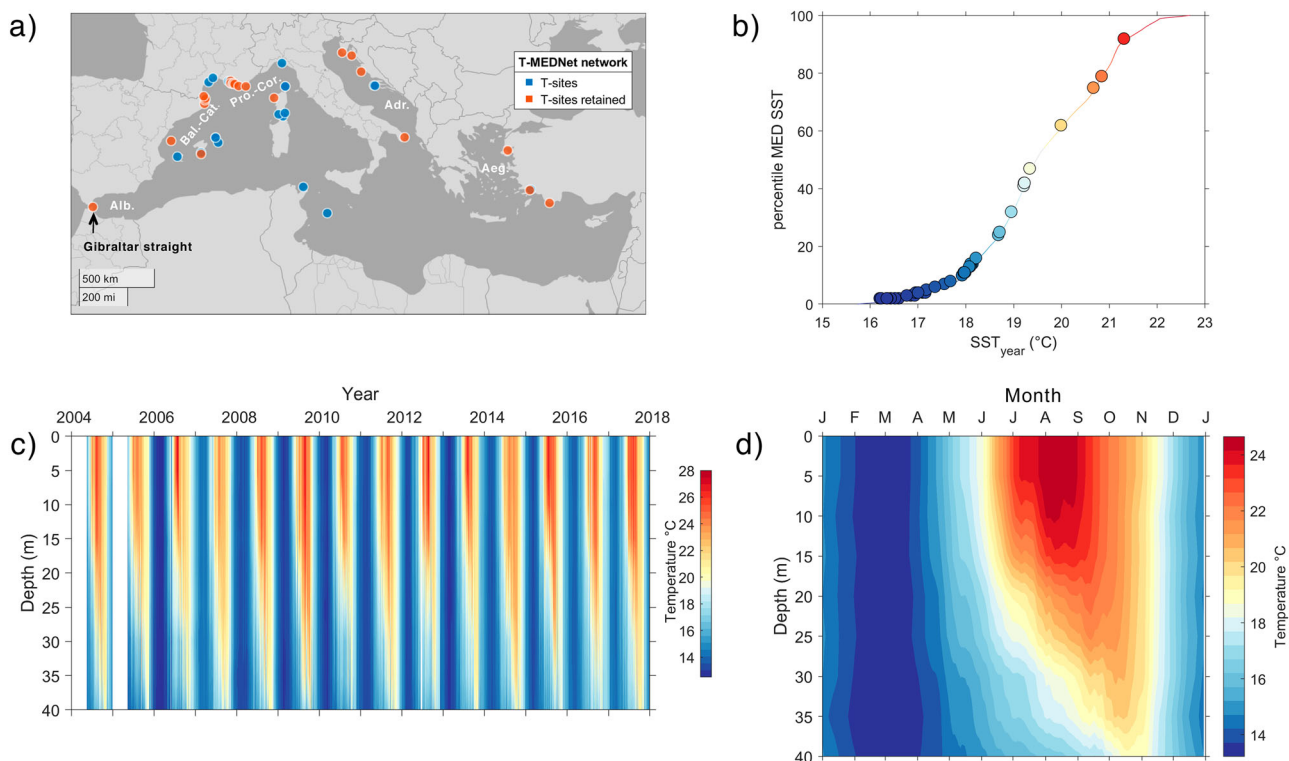 a)
T-MEDNet network
T-sites
T-sites retained
Pro.-Cor.
Bal.-Cat.
Adr.
Aeg.
Alb.
Gibraltar straight
500 km
200 mi
b)
percentile MED SST
100
80
60
40
20
0
15 16 17 18 19 20 21 22 23
SSTyear (°C)
c)
Year
2004 2006 2008 2010 2012 2014 2016 2018
Depth (m)
0
5
10
15
20
25
30
35
40
Temperature °C
28
26
24
22
20
18
16
14
d)
Month
J F M A M J J A S O D J
Depth (m)
0
5
10
15
20
25
30
35
40
Temperature °C
24
22
20
18
16
14